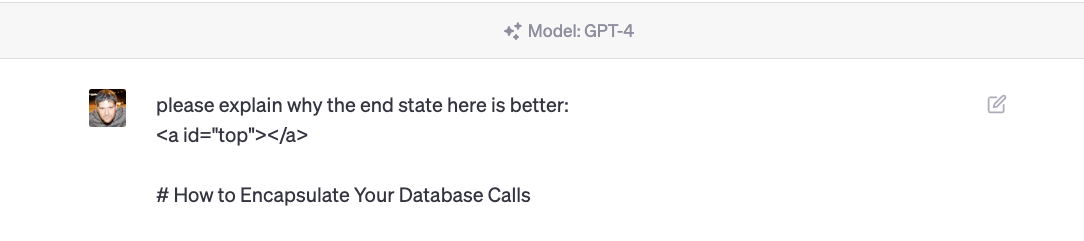 Model: GPT-4
please explain why the end state here is better:
<a id="top"></a>
# How to Encapsulate Your Database Calls